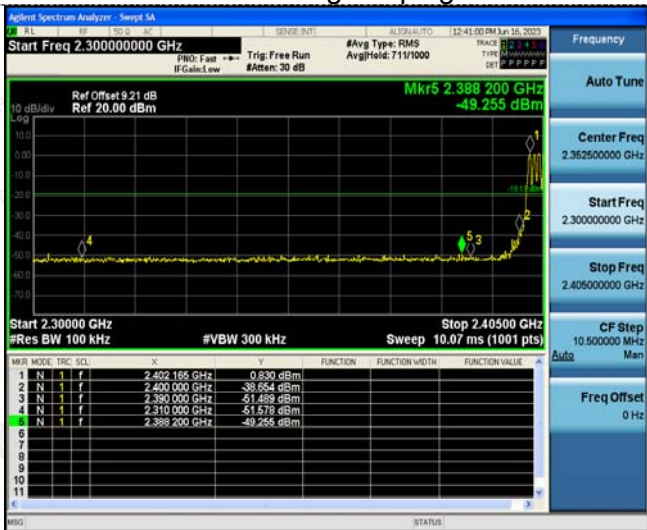 Agilent Spectrum Analyzer - Swept SA
RL RF 50 Ω AC SENSE:INT ALIGN AUTO 12:41:00 PM Jun 16, 2023
Start Freq 2.300000000 GHz
PNO: Fast
IFGain:Low
Trig: Free Run
#Atten: 30 dB
#Avg Type: RMS
Avg|Hold: 711/1000
TRACE 1 2 3 4 5 6
TYPE
DET P P P P P P
Ref Offset 9.21 dB
Ref 20.00 dBm
10 dB/div
Log
Mkr5 2.388 200 GHz
-49.255 dBm
10.0
0.00
-10.0
-20.0
-30.0
-40.0
-50.0
-60.0
-70.0
1
2
5 3
4
Start 2.30000 GHz Stop 2.40500 GHz
#Res BW 100 kHz #VBW 300 kHz Sweep 10.07 ms (1001 pts)
MKR MODE TRC SCL X Y FUNCTION FUNCTION WIDTH FUNCTION VALUE
1 N 1 f 2.402 165 GHz 0.830 dBm
2 N 1 f 2.400 000 GHz -38.654 dBm
3 N 1 f 2.390 000 GHz -51.489 dBm
4 N 1 f 2.310 000 GHz -51.578 dBm
5 N 1 f 2.388 200 GHz -49.255 dBm
6
7
8
9
10
11
MSG STATUS
Frequency
Auto Tune
Center Freq
2.352500000 GHz
Start Freq
2.300000000 GHz
Stop Freq
2.405000000 GHz
CF Step
10.500000 MHz
Auto Man
Freq Offset
0 Hz